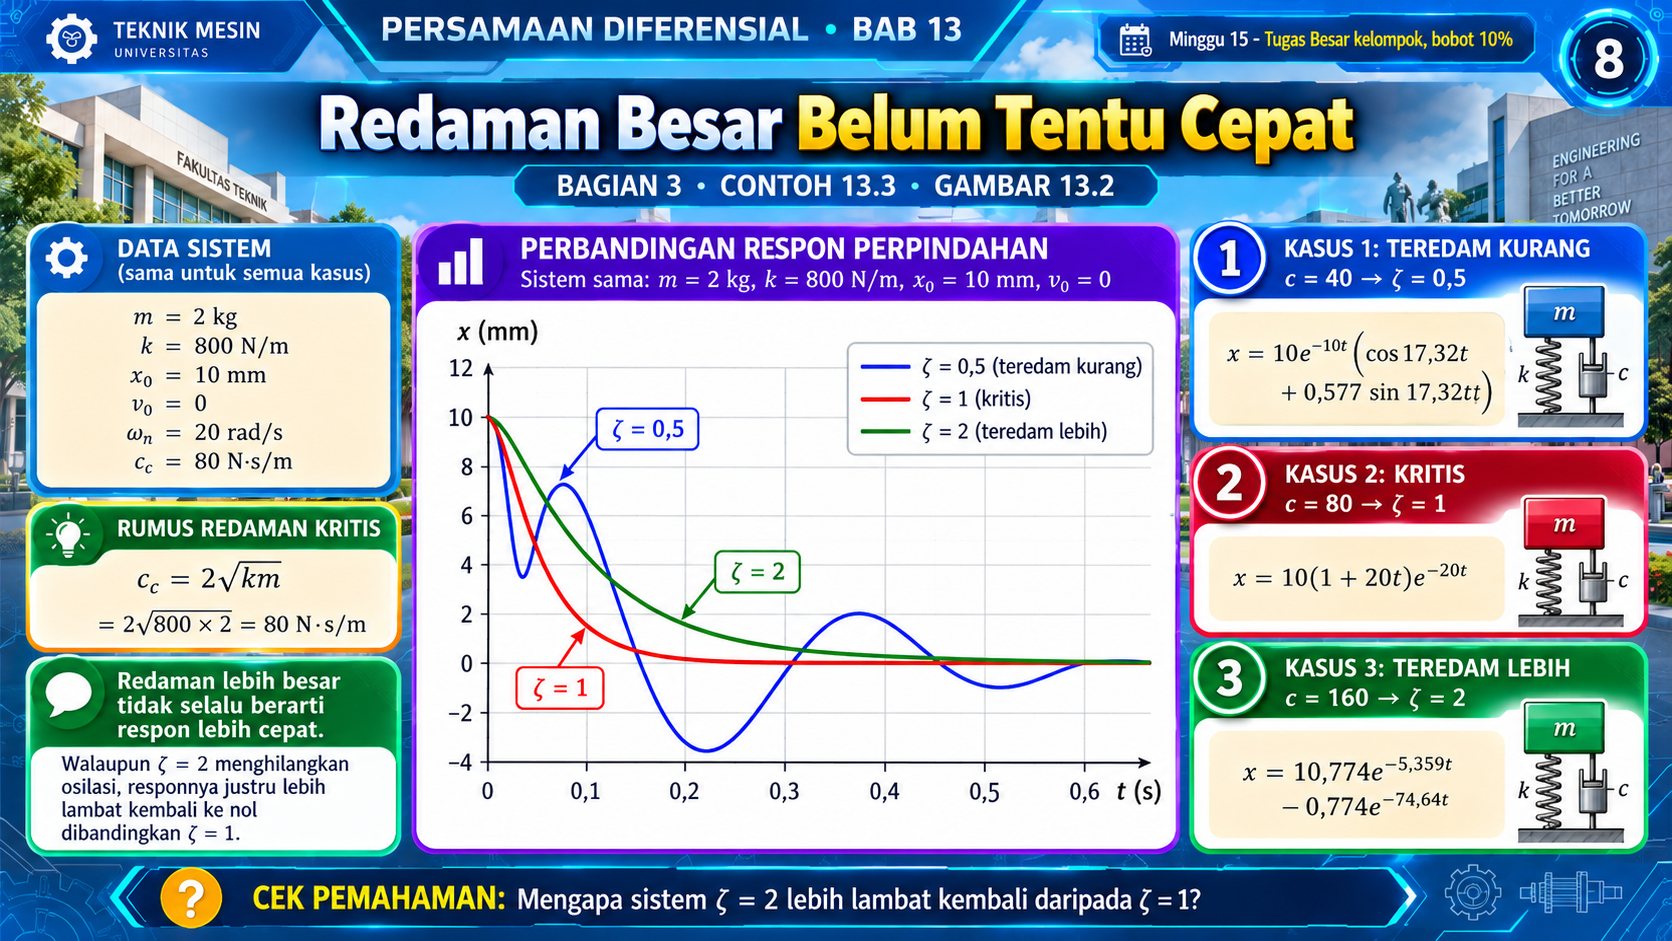 TEKNIK MESIN
UNIVERSITAS
PERSAMAAN DIFERENSIAL • BAB 13
Minggu 15 - Tugas Besar kelompok, bobot 10%
8
Redaman Besar Belum Tentu Cepat
BAGIAN 3 • CONTOH 13.3 • GAMBAR 13.2
FAKULTAS TEKNIK
ENGINEERING
FOR A
BETTER
TOMORROW
DATA SISTEM
(sama untuk semua kasus)
m = 2 kg
k = 800 N/m
x₀ = 10 mm
v₀ = 0
ωₙ = 20 rad/s
c_c = 80 N·s/m
RUMUS REDAMAN KRITIS
c_c = 2√km
= 2√800 × 2 = 80 N·s/m
Redaman lebih besar
tidak selalu berarti
respon lebih cepat.
Walaupun ζ = 2 menghilangkan
osilasi, responnya justru lebih
lambat kembali ke nol
dibandingkan ζ = 1.
PERBANDINGAN RESPON PERPINDAHAN
Sistem sama: m = 2 kg, k = 800 N/m, x₀ = 10 mm, v₀ = 0
x (mm)
12
10
8
6
4
2
0
−2
−4
0 0,1 0,2 0,3 0,4 0,5 0,6 t (s)
ζ = 0,5 (teredam kurang)
ζ = 1 (kritis)
ζ = 2 (teredam lebih)
ζ = 0,5
ζ = 2
ζ = 1
1
KASUS 1: TEREDAM KURANG
c = 40 → ζ = 0,5
x = 10e⁻¹⁰ᵗ (cos 17,32t
+ 0,577 sin 17,32tt)
m
k
c
2
KASUS 2: KRITIS
c = 80 → ζ = 1
x = 10(1 + 20t)e⁻²⁰ᵗ
m
k
c
3
KASUS 3: TEREDAM LEBIH
c = 160 → ζ = 2
x = 10,774e^−5,359t
− 0,774e^−74,64t
m
k
c
? CEK PEMAHAMAN: Mengapa sistem ζ = 2 lebih lambat kembali daripada ζ = 1?